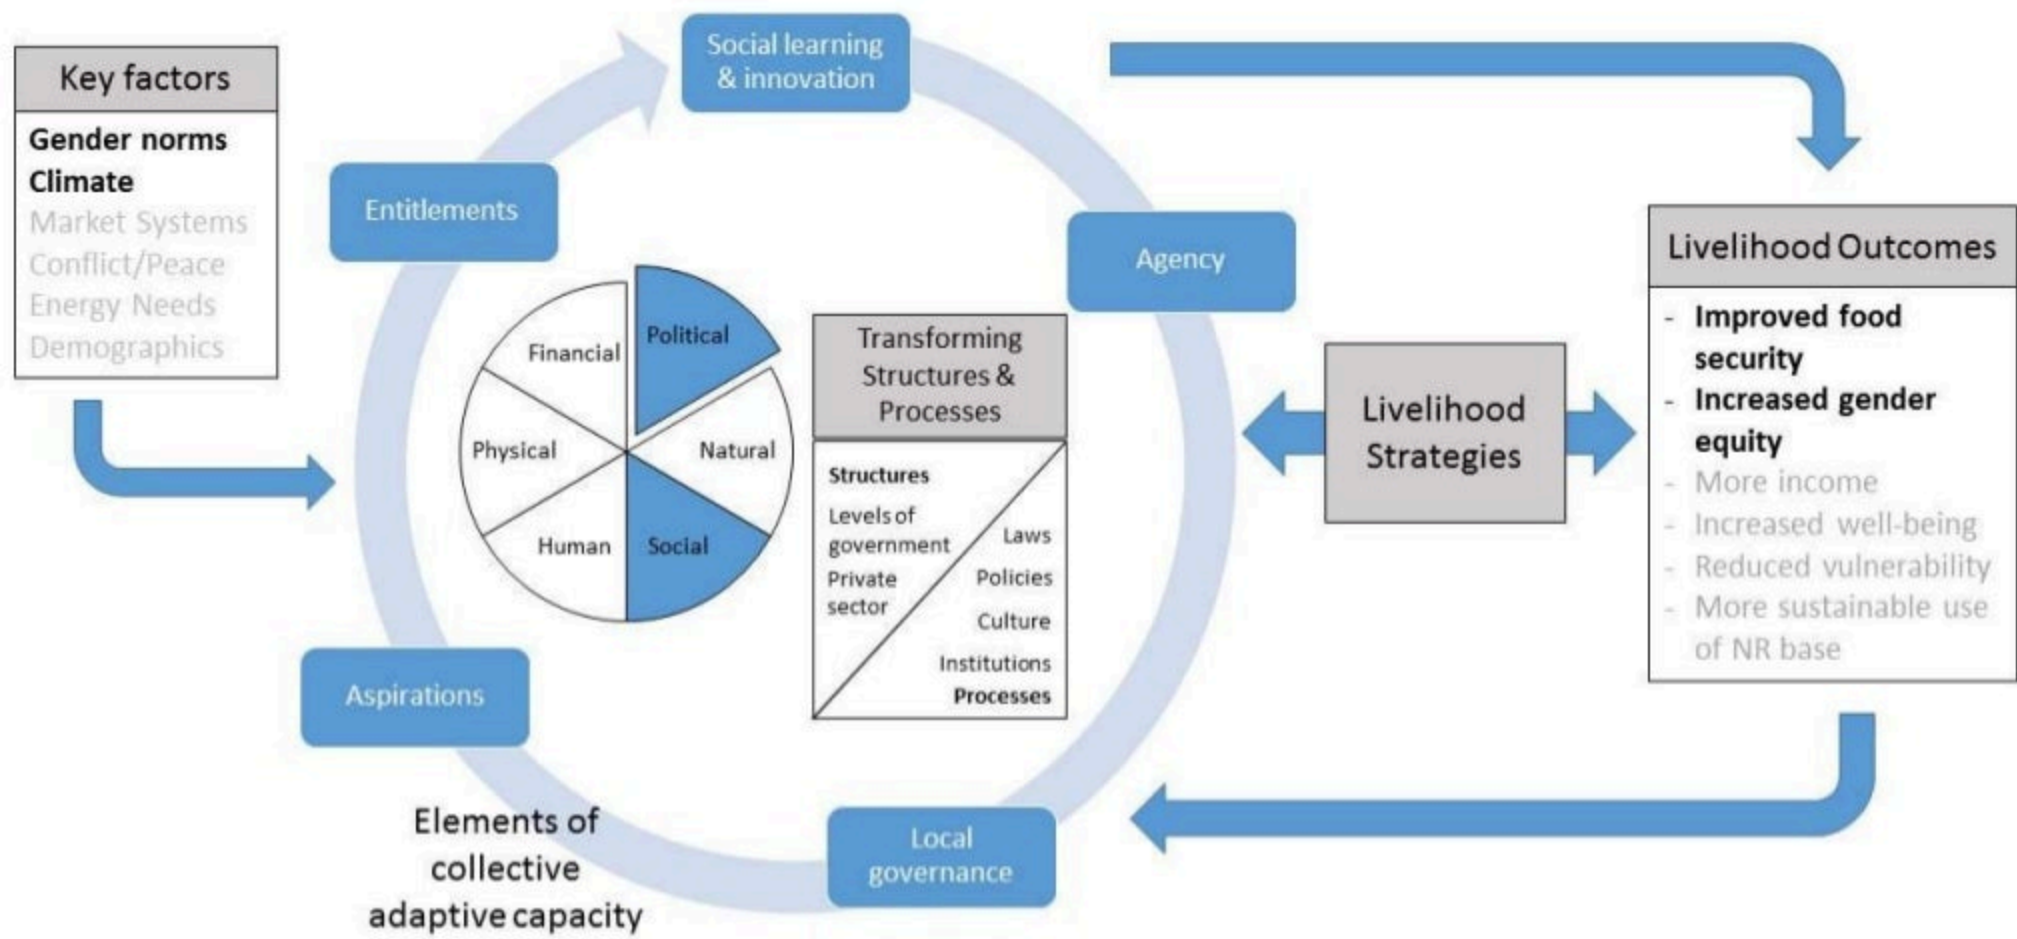 Key factors
Gender norms
Climate
Market Systems
Conflict/Peace
Energy Needs
Demographics
Social learning
& innovation
Entitlements
Agency
Aspirations
Local
governance
Elements of
collective
adaptive capacity
Financial
Political
Physical
Natural
Human
Social
Transforming
Structures &
Processes
Structures
Levels of
government
Private
sector
Laws
Policies
Culture
Institutions
Processes
Livelihood
Strategies
Livelihood Outcomes
- Improved food
security
- Increased gender
equity
- More income
- Increased well-being
- Reduced vulnerability
- More sustainable use
of NR base